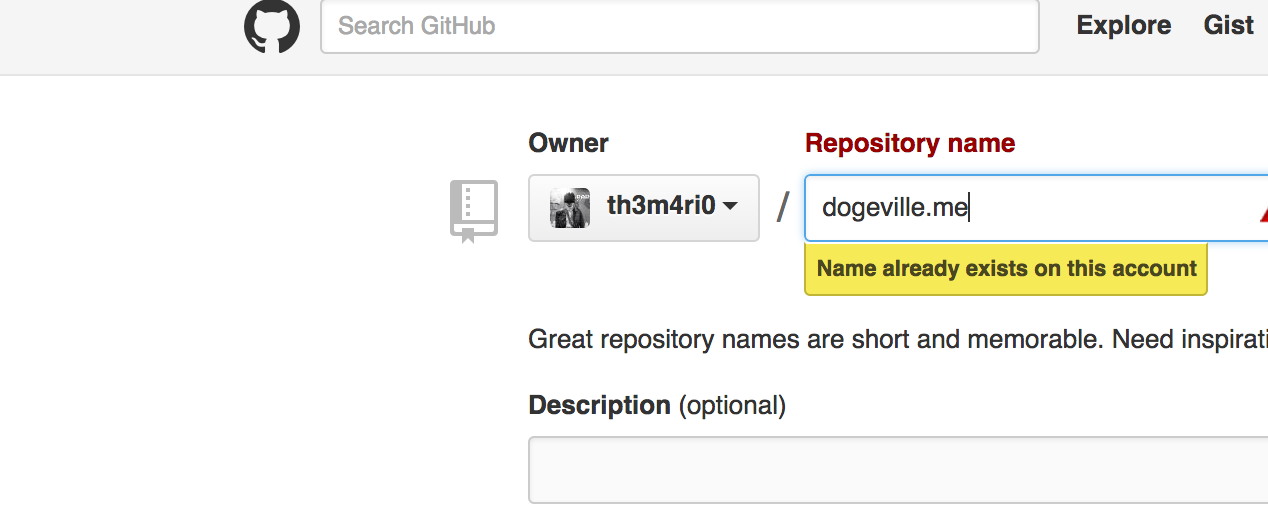 Search GitHub
Explore Gist
Owner
Repository name
th3m4ri0 / dogeville.me
Name already exists on this account
Great repository names are short and memorable. Need inspirati
Description (optional)